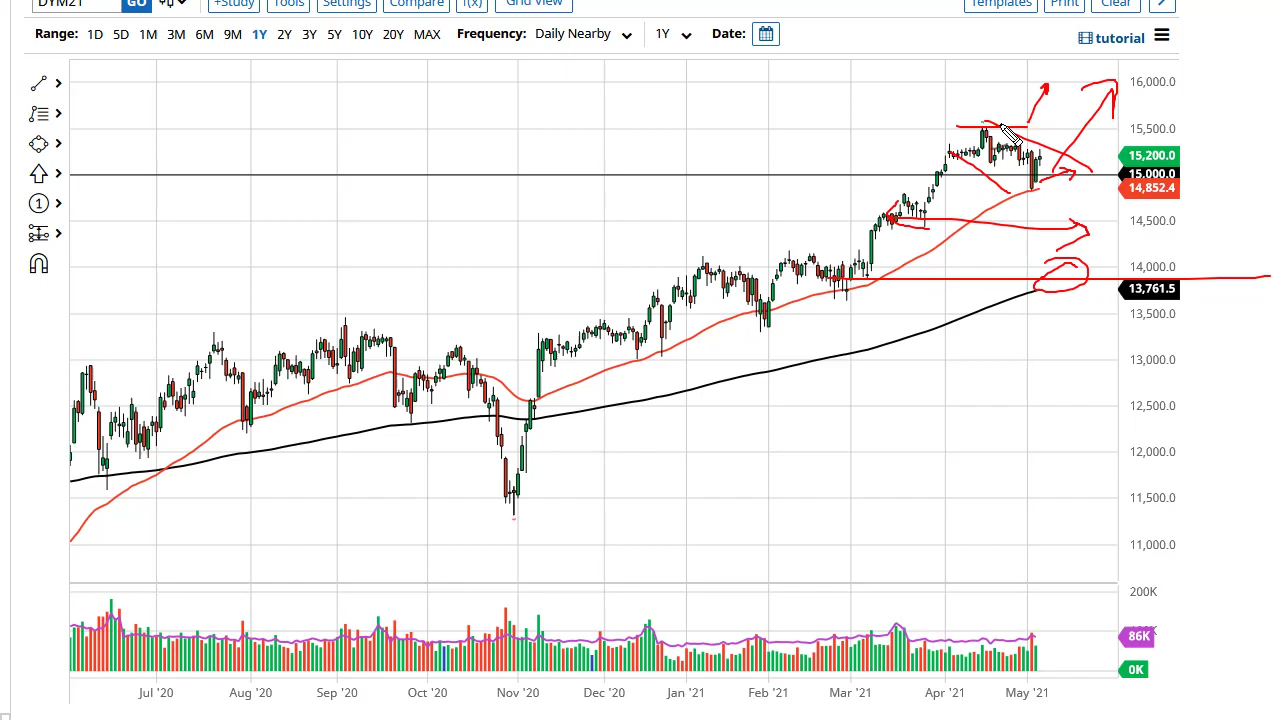 DYM21 GO +Study Tools Settings Compare f(x) Grid View Templates Print Clear
Range: 1D 5D 1M 3M 6M 9M 1Y 2Y 3Y 5Y 10Y 20Y MAX Frequency: Daily Nearby 1Y Date: tutorial
16,000.0
15,500.0
15,200.0
15,000.0
14,852.4
14,500.0
14,000.0
13,761.5
13,500.0
13,000.0
12,500.0
12,000.0
11,500.0
11,000.0
200K
86K
0K
Jul '20 Aug '20 Sep '20 Oct '20 Nov '20 Dec '20 Jan '21 Feb '21 Mar '21 Apr '21 May '21
1